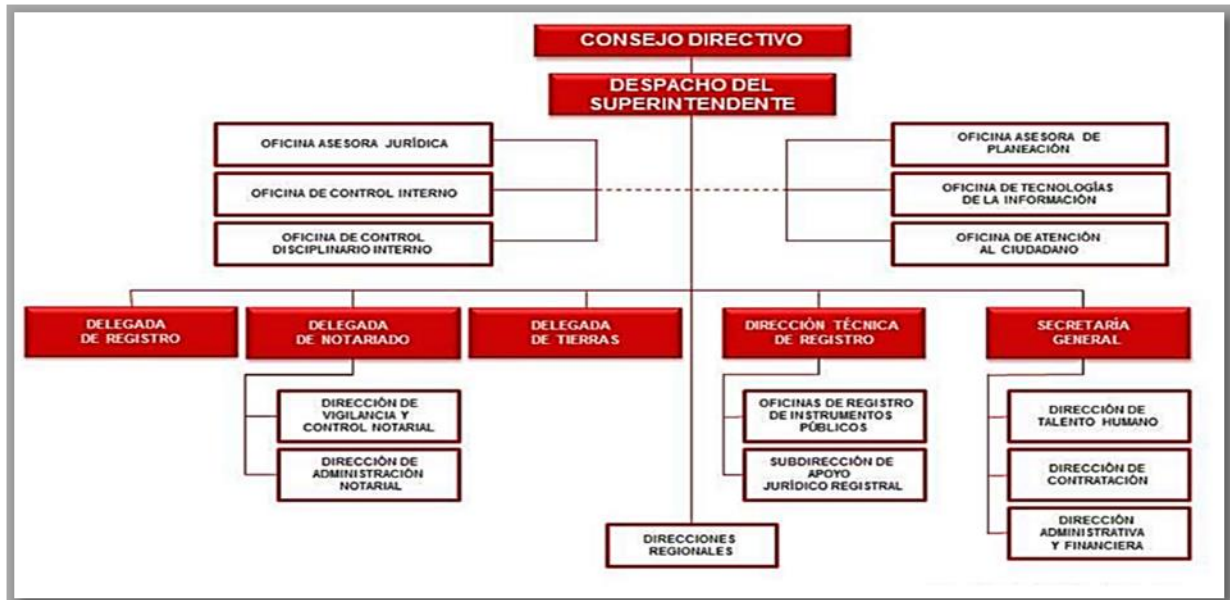 CONSEJO DIRECTIVO
DESPACHO DEL
SUPERINTENDENTE
OFICINA ASESORA JURÍDICA
OFICINA DE CONTROL INTERNO
OFICINA DE CONTROL
DISCIPLINARIO INTERNO
OFICINA ASESORA DE
PLANEACIÓN
OFICINA DE TECNOLOGÍAS
DE LA INFORMACIÓN
OFICINA DE ATENCIÓN
AL CIUDADANO
DELEGADA
DE REGISTRO
DELEGADA
DE NOTARIADO
DELEGADA
DE TIERRAS
DIRECCIÓN TÉCNICA
DE REGISTRO
SECRETARÍA
GENERAL
DIRECCIÓN DE
VIGILANCIA Y
CONTROL NOTARIAL
DIRECCIÓN DE
ADMINISTRACIÓN
NOTARIAL
OFICINAS DE REGISTRO
DE INSTRUMENTOS
PÚBLICOS
SUBDIRECCIÓN DE
APOYO
JURÍDICO REGISTRAL
DIRECCIÓN DE
TALENTO HUMANO
DIRECCIÓN DE
CONTRATACIÓN
DIRECCIÓN
ADMINISTRATIVA
Y FINANCIERA
DIRECCIONES
REGIONALES